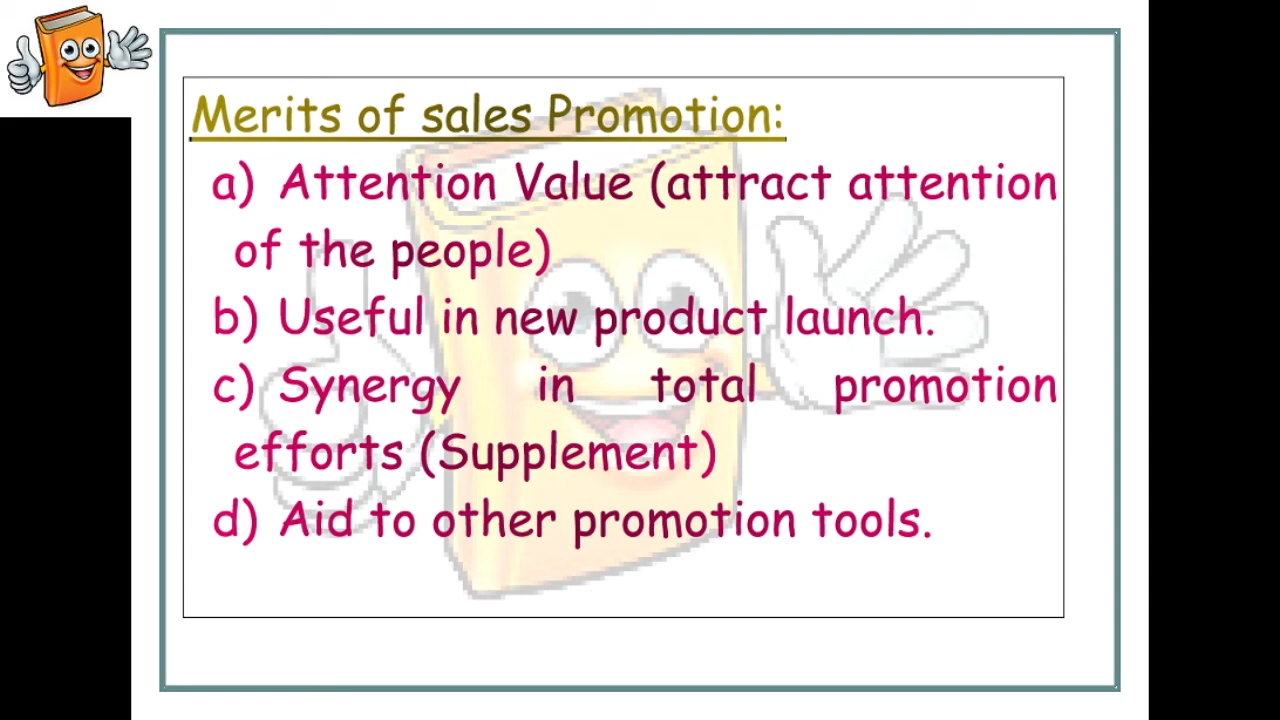 Merits of sales Promotion:
a) Attention Value (attract attention
of the people)
b) Useful in new product launch.
c) Synergy in total promotion
efforts (Supplement)
d) Aid to other promotion tools.